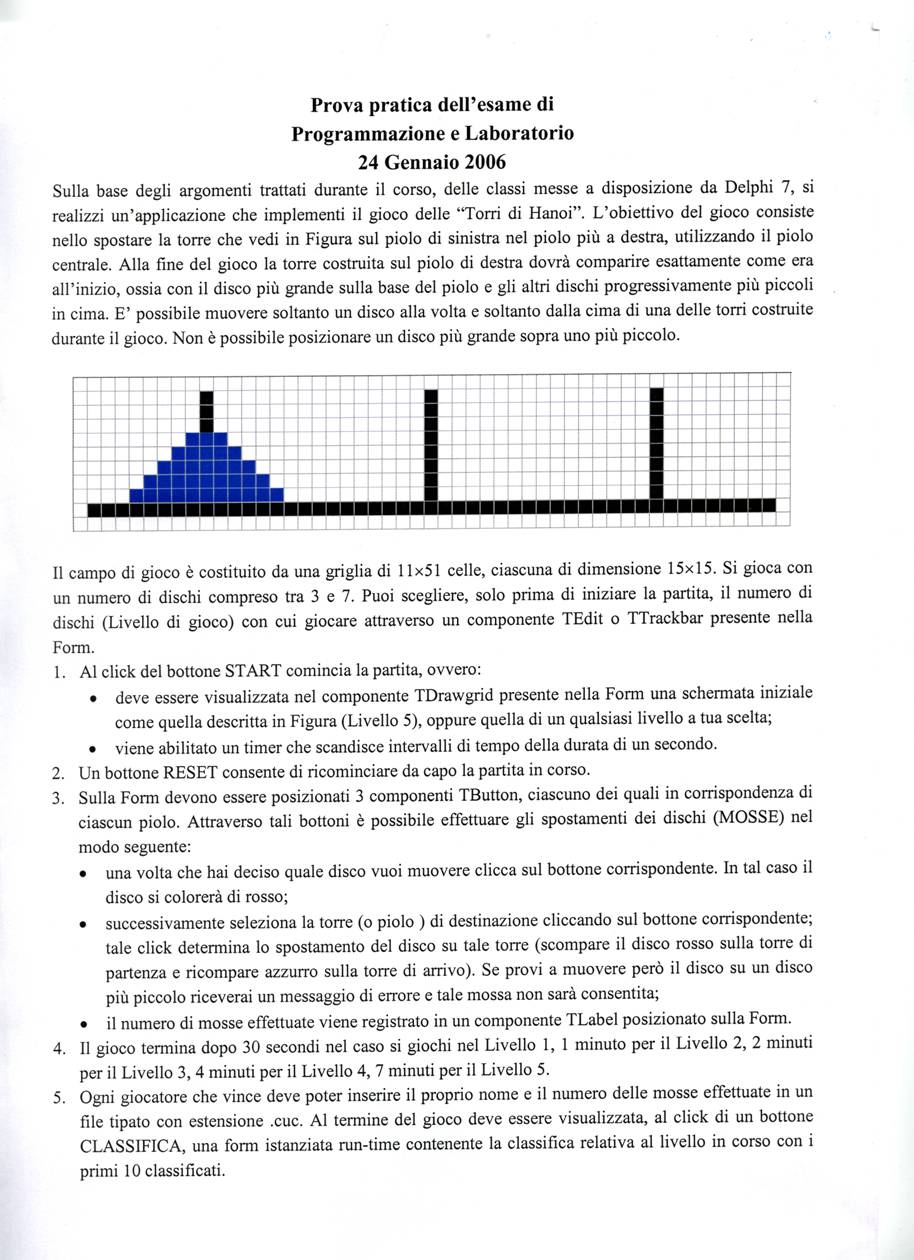 Prova pratica dell'esame di
Programmazione e Laboratorio
24 Gennaio 2006
Sulla base degli argomenti trattati durante il corso, delle classi messe a disposizione da Delphi 7, si
realizzi un'applicazione che implementi il gioco delle “Torri di Hanoi”. L'obiettivo del gioco consiste
nello spostare la torre che vedi in Figura sul piolo di sinistra nel piolo più a destra, utilizzando il piolo
centrale. Alla fine del gioco la torre costruita sul piolo di destra dovrà comparire esattamente come era
all'inizio, ossia con il disco più grande sulla base del piolo e gli altri dischi progressivamente più piccoli
in cima. E' possibile muovere soltanto un disco alla volta e soltanto dalla cima di una delle torri costruite
durante il gioco. Non è possibile posizionare un disco più grande sopra uno più piccolo.
Il campo di gioco è costituito da una griglia di 11×51 celle, ciascuna di dimensione 15×15. Si gioca con
un numero di dischi compreso tra 3 e 7. Puoi scegliere, solo prima di iniziare la partita, il numero di
dischi (Livello di gioco) con cui giocare attraverso un componente TEdit o TTrackbar presente nella
Form.
1. Al click del bottone START comincia la partita, ovvero:
• deve essere visualizzata nel componente TDrawgrid presente nella Form una schermata iniziale
come quella descritta in Figura (Livello 5), oppure quella di un qualsiasi livello a tua scelta;
• viene abilitato un timer che scandisce intervalli di tempo della durata di un secondo.
2. Un bottone RESET consente di ricominciare da capo la partita in corso.
3. Sulla Form devono essere posizionati 3 componenti TButton, ciascuno dei quali in corrispondenza di
ciascun piolo. Attraverso tali bottoni è possibile effettuare gli spostamenti dei dischi (MOSSE) nel
modo seguente:
• una volta che hai deciso quale disco vuoi muovere clicca sul bottone corrispondente. In tal caso il
disco si colorerà di rosso;
• successivamente seleziona la torre (o piolo ) di destinazione cliccando sul bottone corrispondente;
tale click determina lo spostamento del disco su tale torre (scompare il disco rosso sulla torre di
partenza e ricompare azzurro sulla torre di arrivo). Se provi a muovere però il disco su un disco
più piccolo riceverai un messaggio di errore e tale mossa non sarà consentita;
• il numero di mosse effettuate viene registrato in un componente TLabel posizionato sulla Form.
4. Il gioco termina dopo 30 secondi nel caso si giochi nel Livello 1, 1 minuto per il Livello 2, 2 minuti
per il Livello 3, 4 minuti per il Livello 4, 7 minuti per il Livello 5.
5. Ogni giocatore che vince deve poter inserire il proprio nome e il numero delle mosse effettuate in un
file tipato con estensione .cuc. Al termine del gioco deve essere visualizzata, al click di un bottone
CLASSIFICA, una form istanziata run-time contenente la classifica relativa al livello in corso con i
primi 10 classificati.